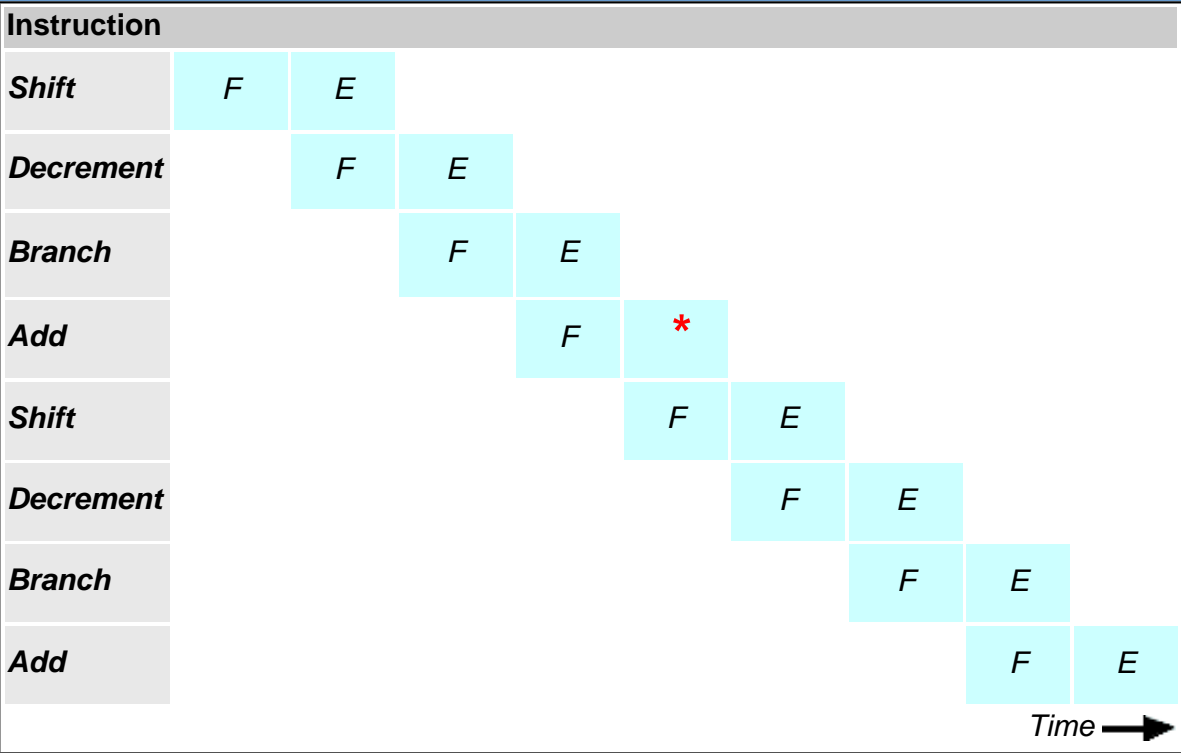 Instruction
Shift F E
Decrement F E
Branch F E
Add F *
Shift F E
Decrement F E
Branch F E
Add F E
Time